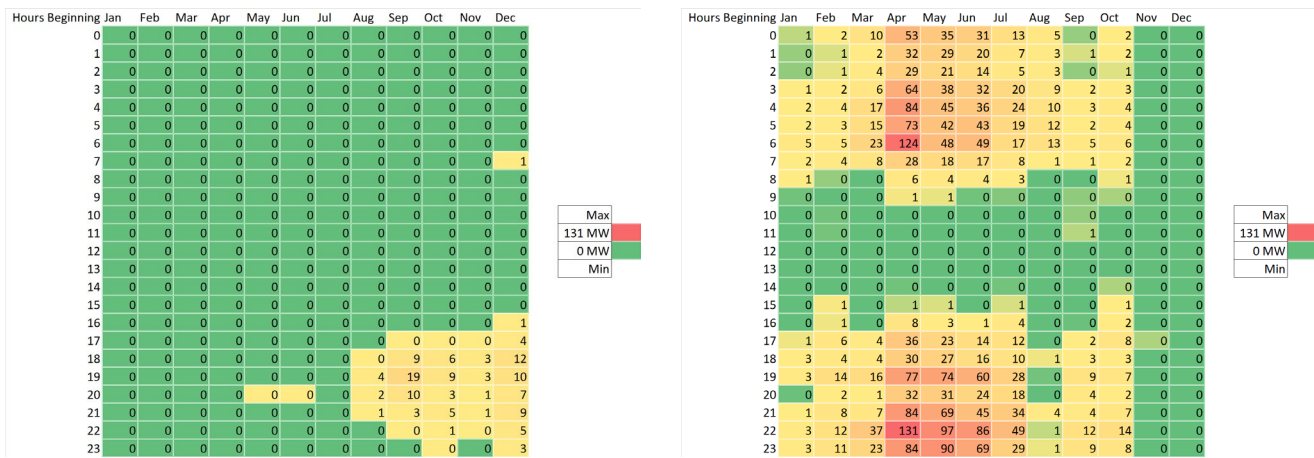 Hours Beginning Jan Feb Mar Apr May Jun Jul Aug Sep Oct Nov Dec
0 0 0 0 0 0 0 0 0 0 0 0 0
1 0 0 0 0 0 0 0 0 0 0 0 0
2 0 0 0 0 0 0 0 0 0 0 0 0
3 0 0 0 0 0 0 0 0 0 0 0 0
4 0 0 0 0 0 0 0 0 0 0 0 0
5 0 0 0 0 0 0 0 0 0 0 0 0
6 0 0 0 0 0 0 0 0 0 0 0 0
7 0 0 0 0 0 0 0 0 0 0 0 1
8 0 0 0 0 0 0 0 0 0 0 0 0
9 0 0 0 0 0 0 0 0 0 0 0 0
10 0 0 0 0 0 0 0 0 0 0 0 0
11 0 0 0 0 0 0 0 0 0 0 0 0
12 0 0 0 0 0 0 0 0 0 0 0 0
13 0 0 0 0 0 0 0 0 0 0 0 0
14 0 0 0 0 0 0 0 0 0 0 0 0
15 0 0 0 0 0 0 0 0 0 0 0 0
16 0 0 0 0 0 0 0 0 0 0 0 1
17 0 0 0 0 0 0 0 0 0 0 0 4
18 0 0 0 0 0 0 0 0 9 6 3 12
19 0 0 0 0 0 0 0 4 19 9 3 10
20 0 0 0 0 0 0 0 2 10 3 1 7
21 0 0 0 0 0 0 0 1 3 5 1 9
22 0 0 0 0 0 0 0 0 0 1 0 5
23 0 0 0 0 0 0 0 0 0 0 0 3
Max
131 MW
0 MW
Min
Hours Beginning Jan Feb Mar Apr May Jun Jul Aug Sep Oct Nov Dec
0 1 2 10 53 35 31 13 5 0 2 0 0
1 0 1 2 32 29 20 7 3 1 2 0 0
2 0 1 4 29 21 14 5 3 0 1 0 0
3 1 2 6 64 38 32 20 9 2 3 0 0
4 2 4 17 84 45 36 24 10 3 4 0 0
5 2 3 15 73 42 43 19 12 2 4 0 0
6 5 5 23 124 48 49 17 13 5 6 0 0
7 2 4 8 28 18 17 8 1 1 2 0 0
8 1 0 0 6 4 4 3 0 0 1 0 0
9 0 0 0 1 1 0 0 0 0 0 0 0
10 0 0 0 0 0 0 0 0 0 0 0 0
11 0 0 0 0 0 0 0 0 1 0 0 0
12 0 0 0 0 0 0 0 0 0 0 0 0
13 0 0 0 0 0 0 0 0 0 0 0 0
14 0 0 0 0 0 0 0 0 0 0 0 0
15 0 1 0 1 1 0 1 0 0 1 0 0
16 0 1 0 8 3 1 4 0 0 2 0 0
17 1 6 4 36 23 14 12 0 2 8 0 0
18 3 4 4 30 27 16 10 1 3 3 0 0
19 3 14 16 77 74 60 28 0 9 7 0 0
20 0 2 1 32 31 24 18 0 4 2 0 0
21 1 8 7 84 69 45 34 4 4 7 0 0
22 3 12 37 131 97 86 49 1 12 14 0 0
23 3 11 23 84 90 69 29 1 9 8 0 0
Max
131 MW
0 MW
Min